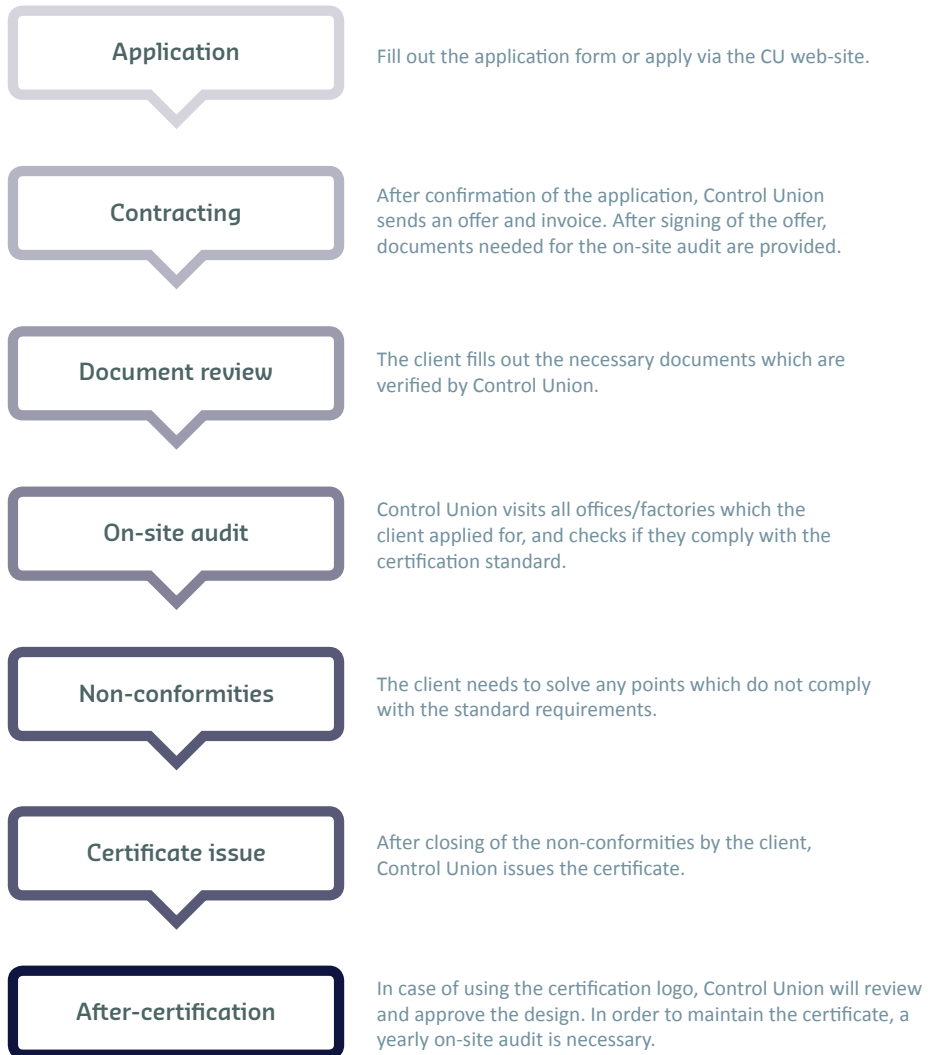 Application
Fill out the application form or apply via the CU web-site.
Contracting
After confirmation of the application, Control Union
sends an offer and invoice. After signing of the offer,
documents needed for the on-site audit are provided.
Document review
The client fills out the necessary documents which are
verified by Control Union.
On-site audit
Control Union visits all offices/factories which the
client applied for, and checks if they comply with the
certification standard.
Non-conformities
The client needs to solve any points which do not comply
with the standard requirements.
Certificate issue
After closing of the non-conformities by the client,
Control Union issues the certificate.
After-certification
In case of using the certification logo, Control Union will review
and approve the design. In order to maintain the certificate, a
yearly on-site audit is necessary.